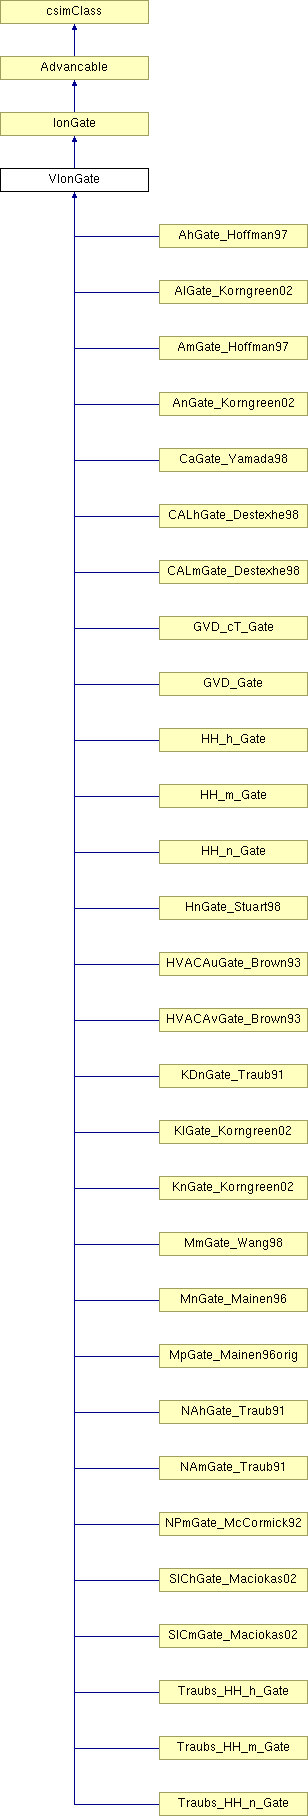 csimClass
Advancable
IonGate
VIonGate
AhGate_Hoffman97
AlGate_Korngreen02
AmGate_Hoffman97
AnGate_Korngreen02
CaGate_Yamada98
CALhGate_Destexhe98
CALmGate_Destexhe98
GVD_cT_Gate
GVD_Gate
HH_h_Gate
HH_m_Gate
HH_n_Gate
HnGate_Stuart98
HVACAuGate_Brown93
HVACAvGate_Brown93
KDnGate_Traub91
KlGate_Korngreen02
KnGate_Korngreen02
MmGate_Wang98
MnGate_Mainen96
MpGate_Mainen96orig
NAhGate_Traub91
NAmGate_Traub91
NPmGate_McCormick92
SIChGate_Maciokas02
SICmGate_Maciokas02
Traubs_HH_h_Gate
Traubs_HH_m_Gate
Traubs_HH_n_Gate